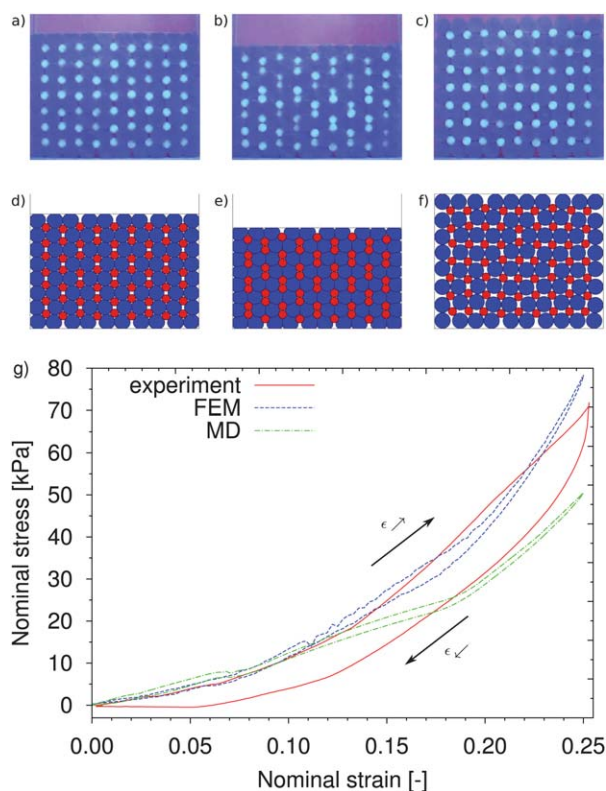 a)
b)
c)
d)
e)
f)
g)
80
70
60
50
40
30
20
10
0
Nominal stress [kPa]
experiment
FEM
MD
ϵ ↗
ϵ ↙
0.00 0.05 0.10 0.15 0.20 0.25
Nominal strain [-]